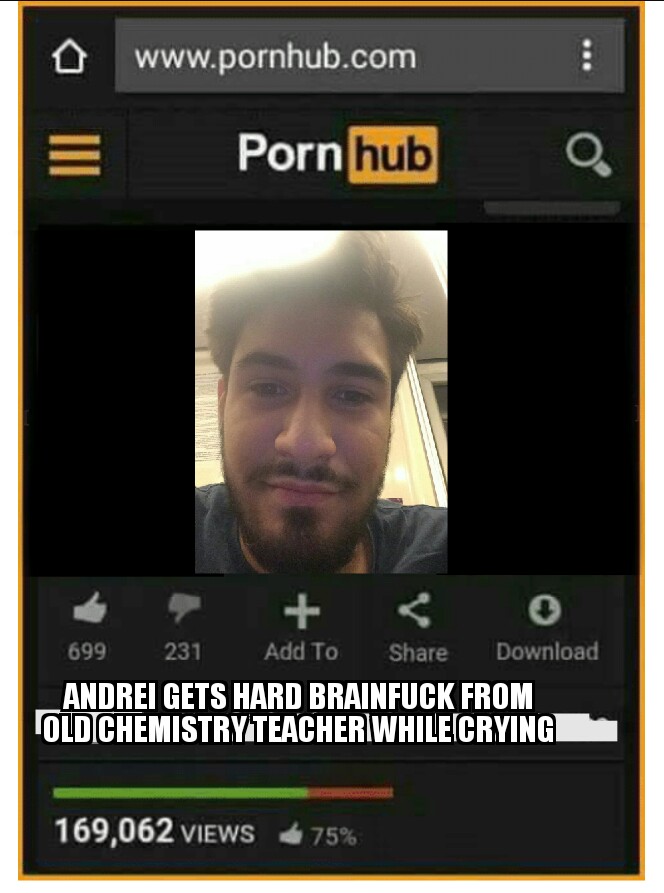 www.pornhub.com
Porn hub
699
231
Add To
Share
Download
ANDREI GETS HARD BRAINFUCK FROM
OLD CHEMISTRY TEACHER WHILE CRYING
169,062 VIEWS 75%